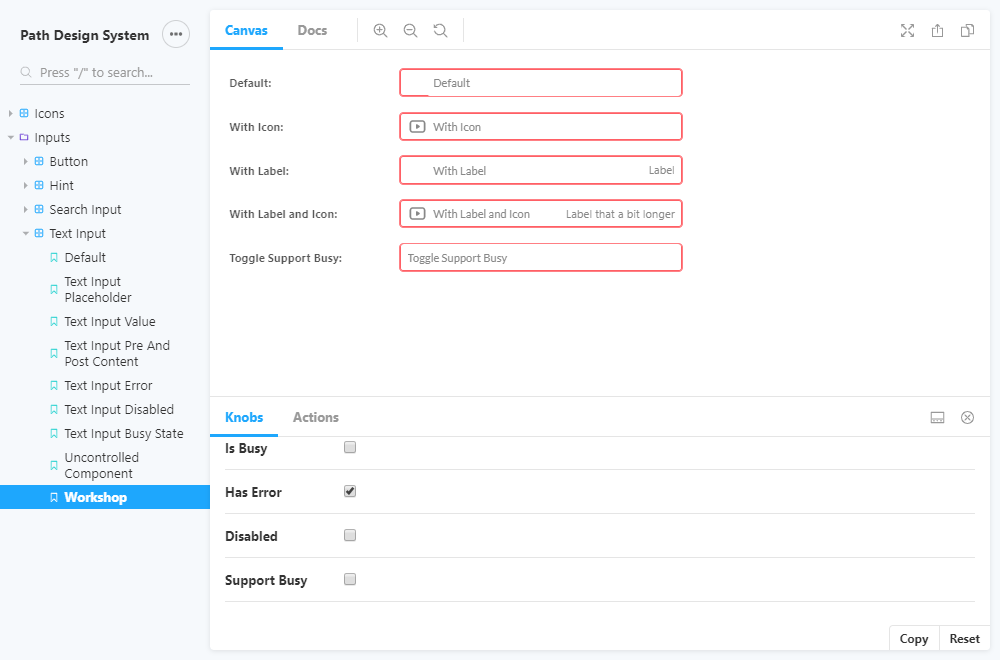 Path Design System
Press "/" to search...
Icons
Inputs
Button
Hint
Search Input
Text Input
Default
Text Input
Placeholder
Text Input Value
Text Input Pre And
Post Content
Text Input Error
Text Input Disabled
Text Input Busy State
Uncontrolled
Component
Workshop
Canvas Docs
Default: Default
With Icon: With Icon
With Label: With Label Label
With Label and Icon: With Label and Icon Label that a bit longer
Toggle Support Busy: Toggle Support Busy
Knobs Actions
Is Busy
Has Error
Disabled
Support Busy
Copy Reset